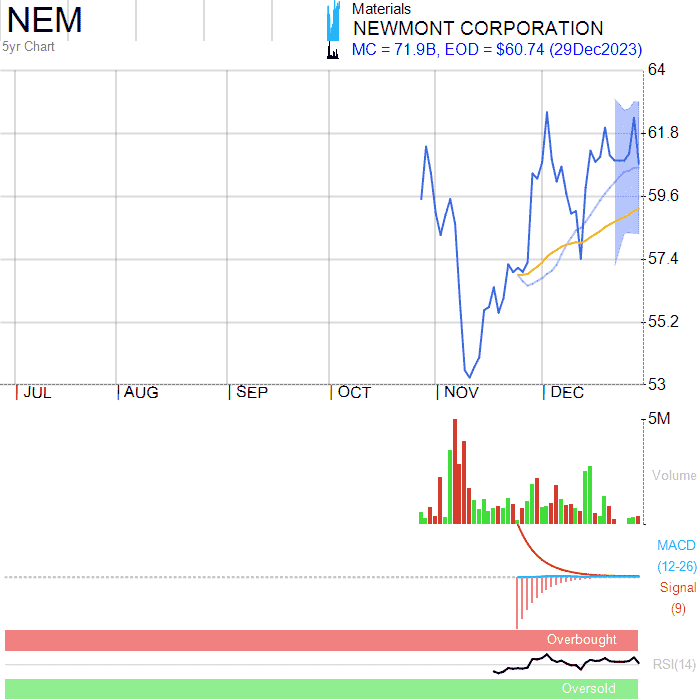 NEM
5yr Chart
Materials
NEWMONT CORPORATION
MC = 71.9B, EOD = $60.74 (29Dec2023)
64
61.8
59.6
57.4
55.2
53
JUL AUG SEP OCT NOV DEC
5M
Volume
MACD
(12-26)
Signal
(9)
Overbought
RSI(14)
Oversold